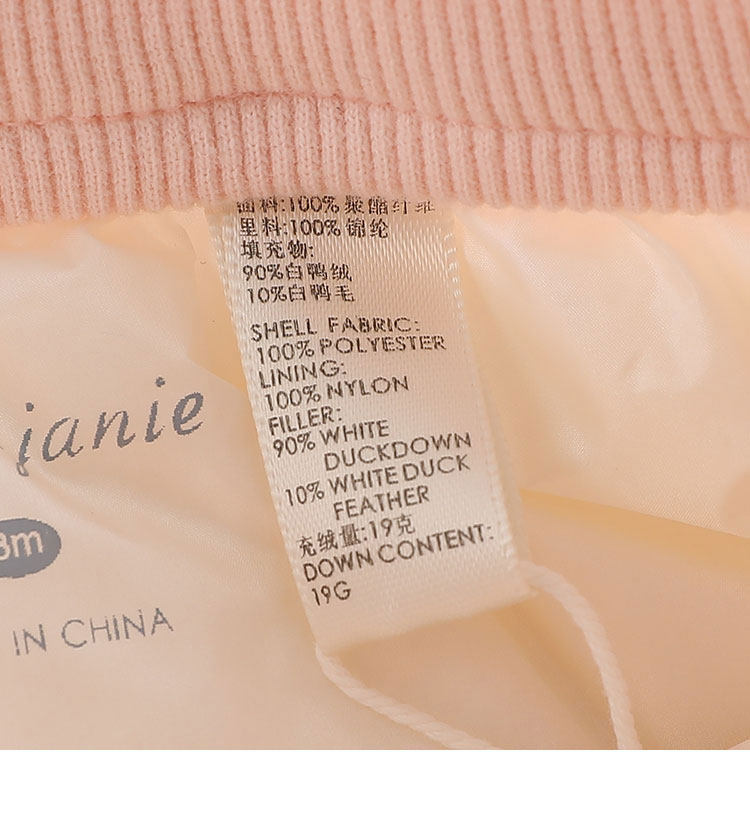 面料:100%聚酯纤维
里料:100%锦纶
填充物:
90%白鸭绒
10%白鸭毛
SHELL FABRIC:
100% POLYESTER
LINING:
100% NYLON
FILLER:
90% WHITE
DUCKDOWN
10% WHITE DUCK
FEATHER
充绒量:19克
DOWN CONTENT:
19G
janie
3m
IN CHINA